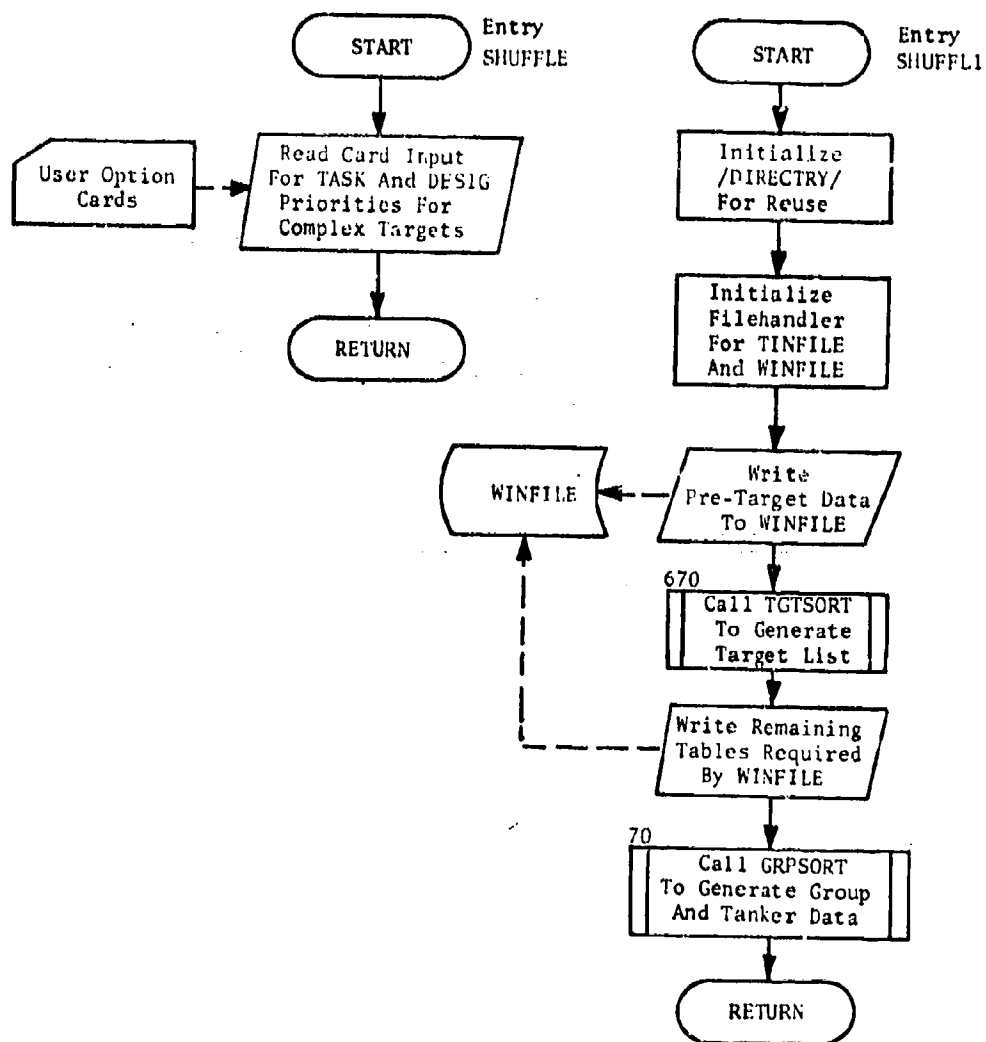 START
Entry
SHUFFLE
User Option
Cards
Read Card Input
For TASK And DESIG
Priorities For
Complex Targets
RETURN
START
Entry
SHUFFL1
Initialize
/DIRECTRY/
For Reuse
Initialize
Filehandler
For TINFILE
And WINFILE
WINFILE
Write
Pre-Target Data
To WINFILE
670
Call TGTSORT
To Generate
Target List
Write Remaining
Tables Required
By WINFILE
70
Call GRPSORT
To Generate Group
And Tanker Data
RETURN